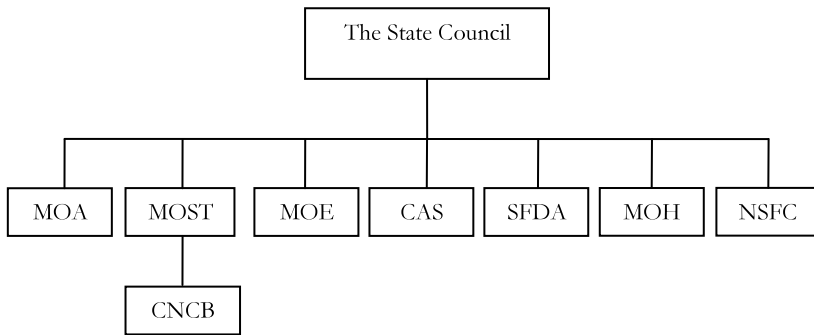 The State Council
MOA
MOST
MOE
CAS
SFDA
MOH
NSFC
CNCB